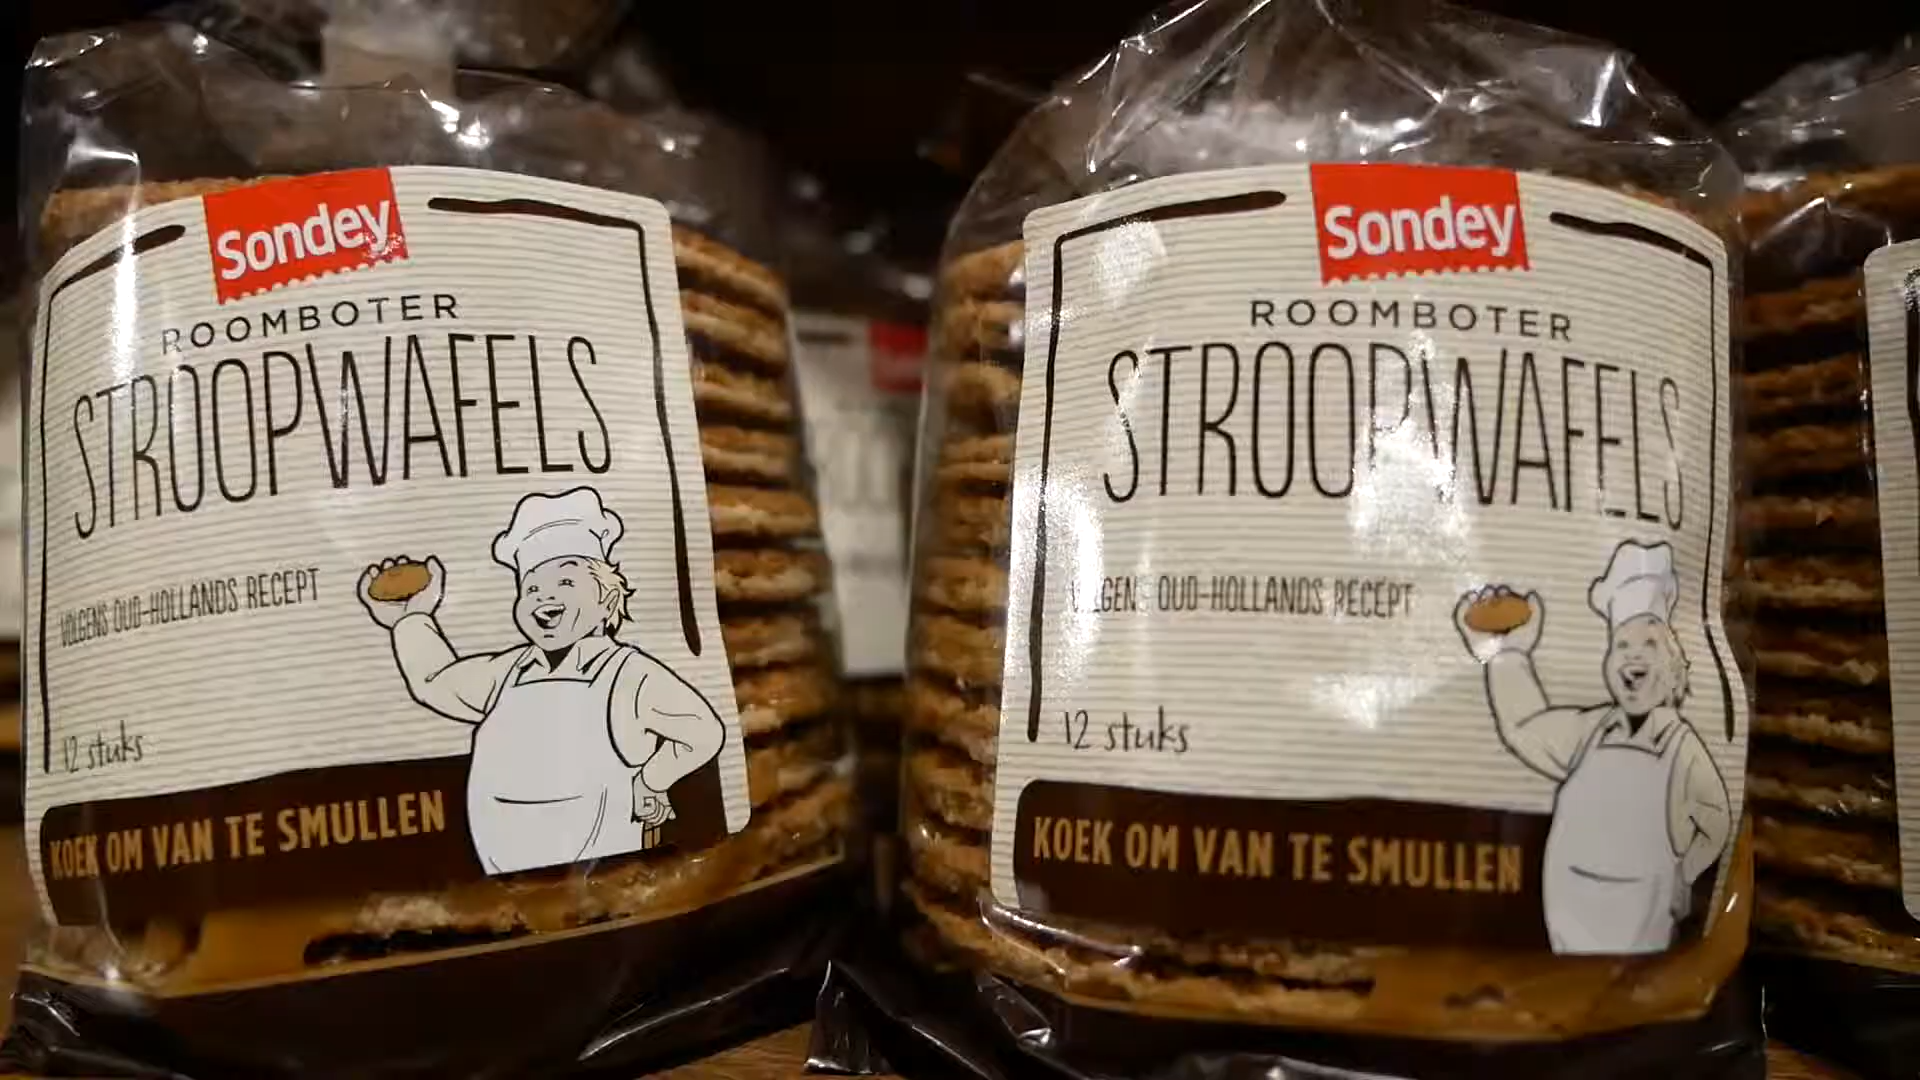 Sondey
ROOMBOTER
STROOPWAFELS
VOLGENS OUD-HOLLANDS RECEPT
12 stuks
KOEK OM VAN TE SMULLEN
Sondey
ROOMBOTER
STROOPWAFELS
VOLGENS OUD-HOLLANDS RECEPT
12 stuks
KOEK OM VAN TE SMULLEN